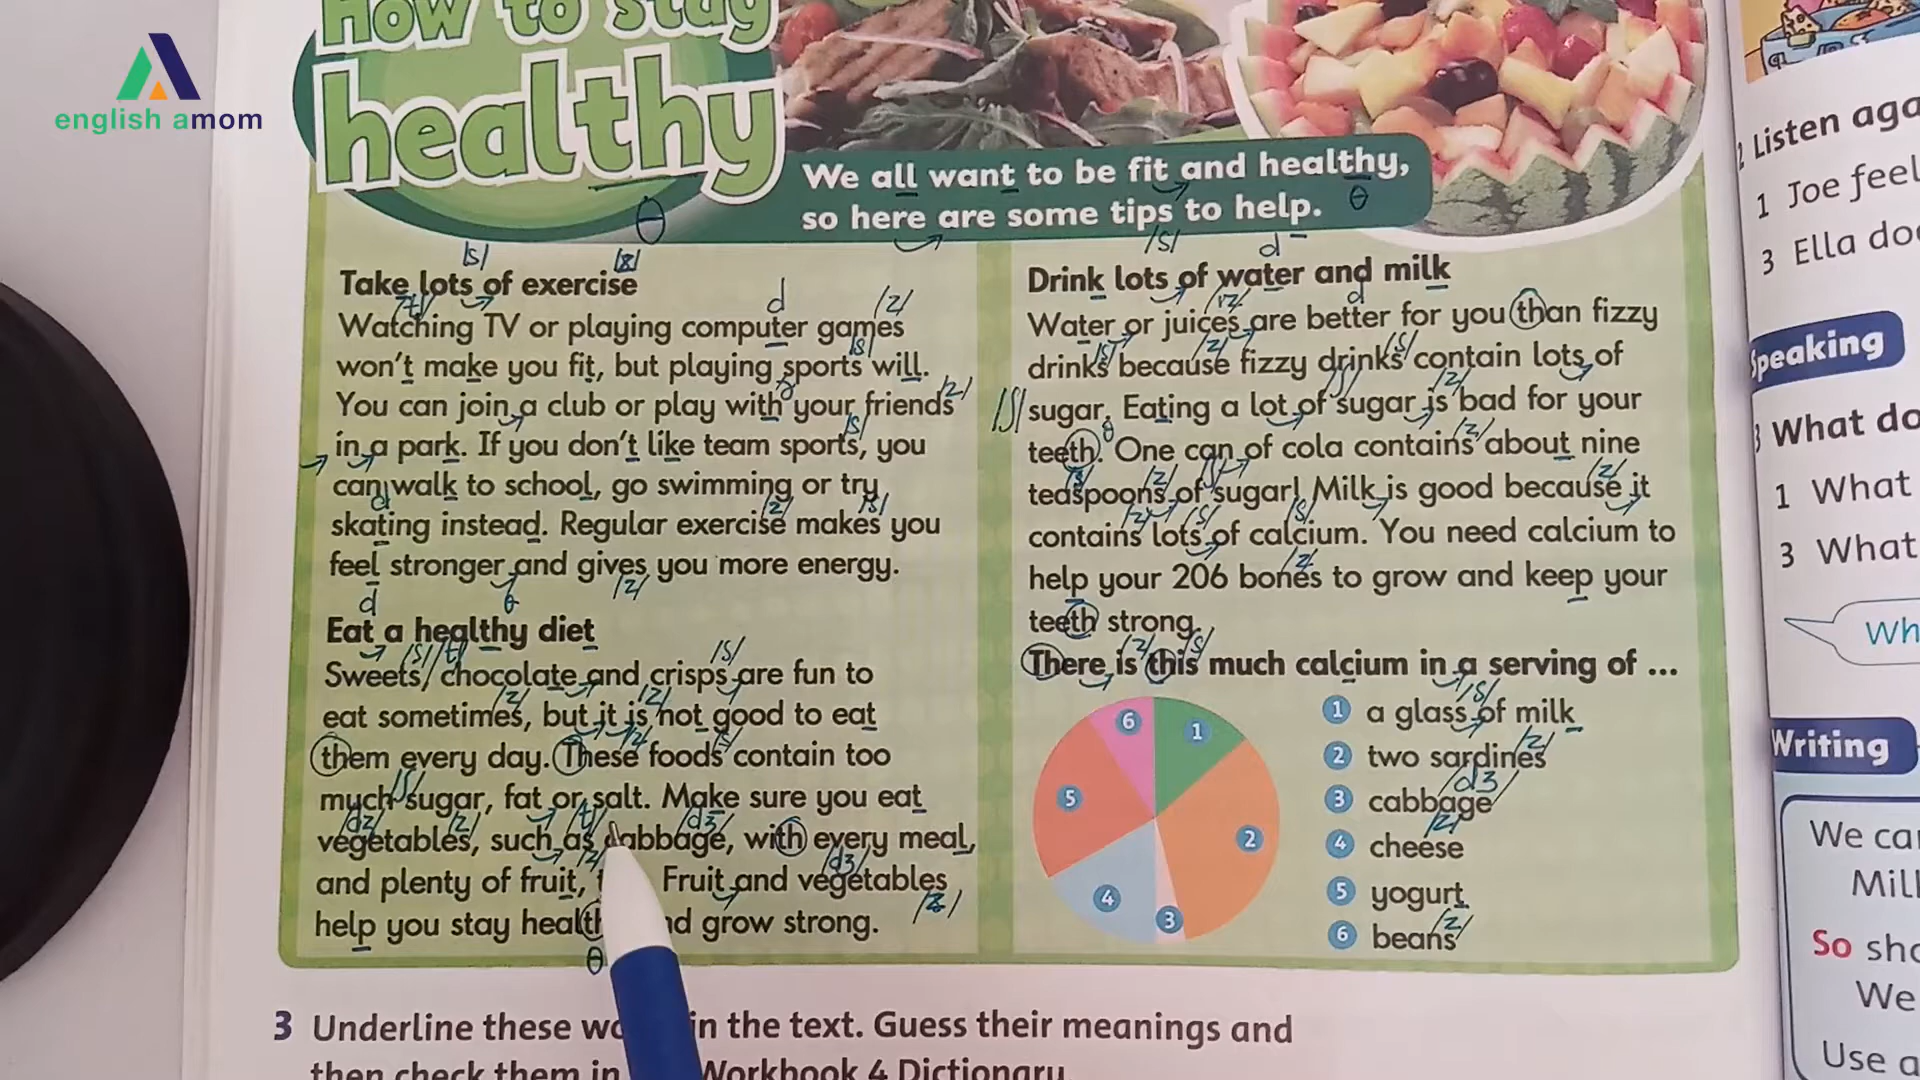 english amom
How to stay
healthy
We all want to be fit and healthy,
so here are some tips to help.
Take lots of exercise
Watching TV or playing computer games
won't make you fit, but playing sports will.
You can join a club or play with your friends
in a park. If you don't like team sports, you
can walk to school, go swimming or try
skating instead. Regular exercise makes you
feel stronger and gives you more energy.
Eat a healthy diet
Sweets, chocolate and crisps are fun to
eat sometimes, but it is not good to eat
them every day. These foods contain too
much sugar, fat or salt. Make sure you eat
vegetables, such as cabbage, with every meal,
and plenty of fruit, Fruit and vegetables
help you stay grow strong.
Drink lots of water and milk
Water or juices are better for you than fizzy
drinks because fizzy drinks contain lots of
sugar. Eating a lot of sugar is bad for your
teeth. One can of cola contains about nine
teaspoons of sugar! Milk is good because it
contains lots of calcium. You need calcium to
help your 206 bones to grow and keep your
teeth strong.
There is this much calcium in a serving of ...
1 2 3 4 5 6
1 a glass of milk
2 two sardines
3 cabbage
4 cheese
5 yogurt
6 beans
3 Underline these in the text. Guess their meanings and
then check them in Workbook 4 Dictionary.
2 Listen
1 Joe
3 Ella
Speaking
3 What do
1 What
3 What
Wh
Writing
We
So
We
Use